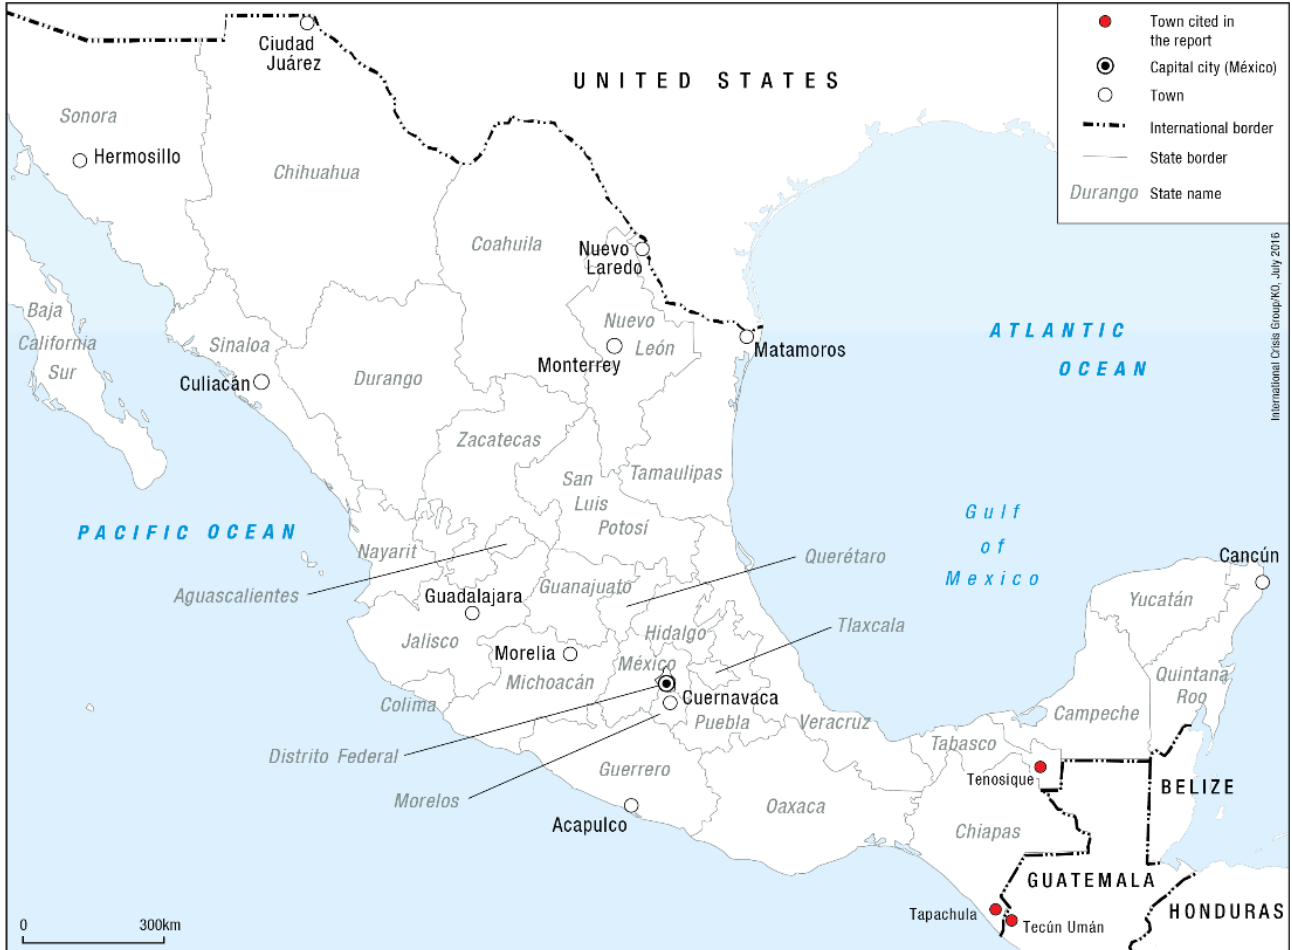 Ciudad
Juárez
UNITED STATES
Town cited in
the report
Capital city (México)
Town
International border
State border
Durango
State name
Sonora
Hermosillo
Chihuahua
Coahuila
Nuevo
Laredo
International Crisis Group/KO, July 2016
Baja
California
Sur
Sinaloa
Culiacán
Durango
Nuevo
León
Monterrey
Matamoros
ATLANTIC
OCEAN
Zacatecas
San
Luis
Potosí
Tamaulipas
PACIFIC OCEAN
Gulf
of
Mexico
Nayarit
Aguascalientes
Guanajuato
Querétaro
Cancún
Yucatán
Guadalajara
Jalisco
Hidalgo
Tlaxcala
Morelia
México
Michoacán
Quintana
Roo
Colima
Cuernavaca
Puebla
Veracruz
Campeche
Distrito Federal
Tabasco
Guerrero
Tenosique
BELIZE
Morelos
Oaxaca
Acapulco
Chiapas
GUATEMALA
Tapachula
Tecún Umán
HONDURAS
0
300km